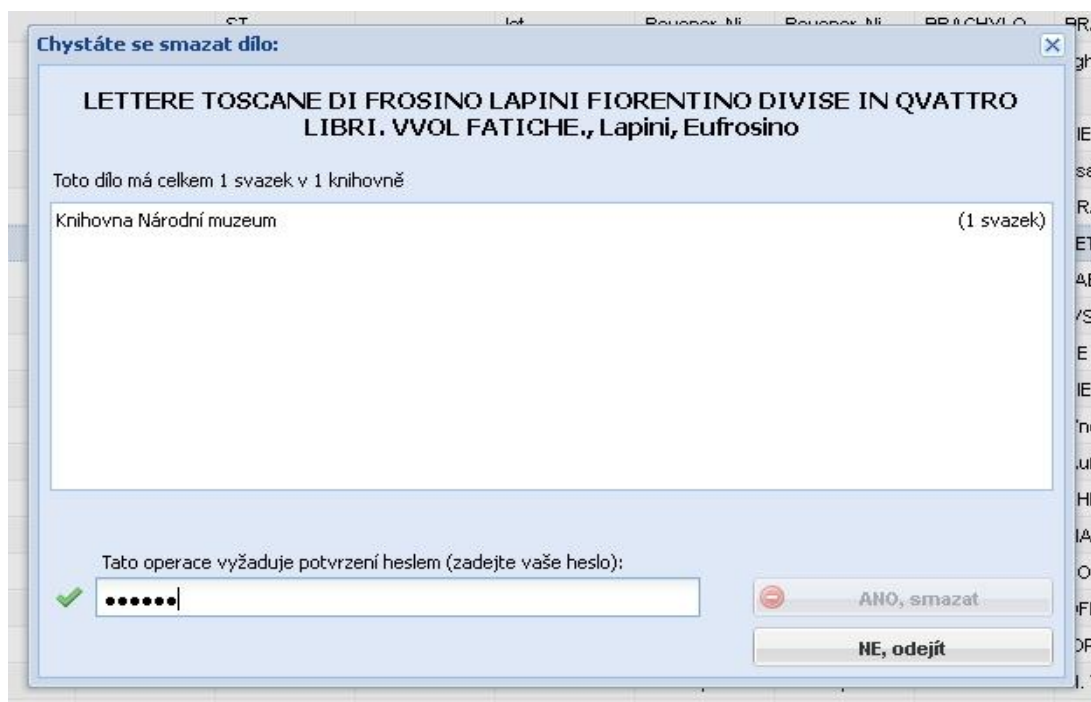 ST
lat
Chystáte se smazat dílo:
LETTERE TOSCANE DI FROSINO LAPINI FIORENTINO DIVISE IN QVATTRO
LIBRI. VVOL FATICHE., Lapini, Eufrosino
Toto dílo má celkem 1 svazek v 1 knihovně
Knihovna Národní muzeum (1 svazek)
Tato operace vyžaduje potvrzení heslem (zadejte vaše heslo):
••••••
ANO, smazat
NE, odejít